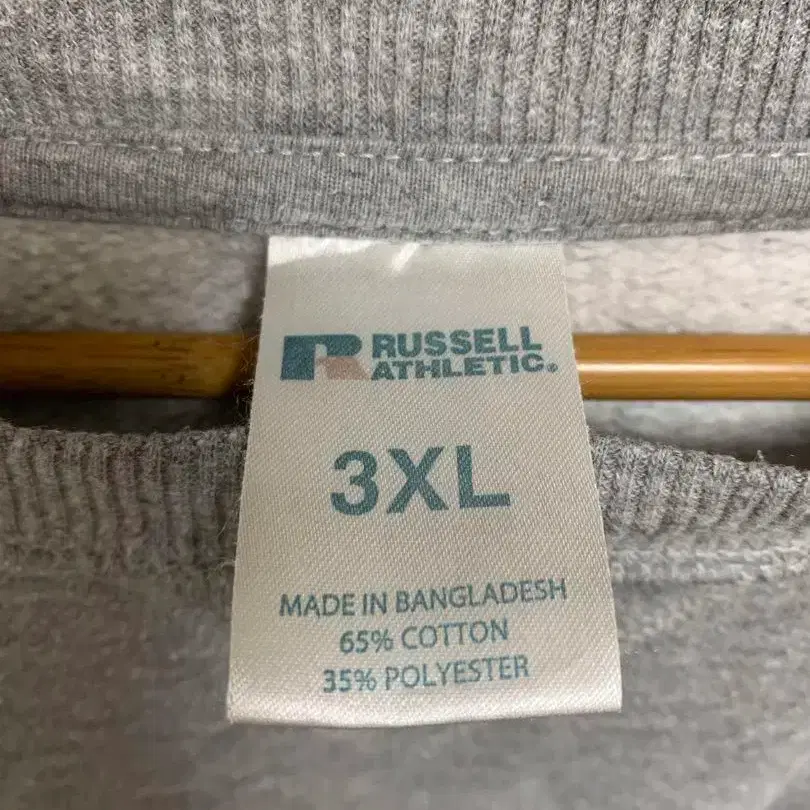 RUSSELL
ATHLETIC®
3XL
MADE IN BANGLADESH
65% COTTON
35% POLYESTER